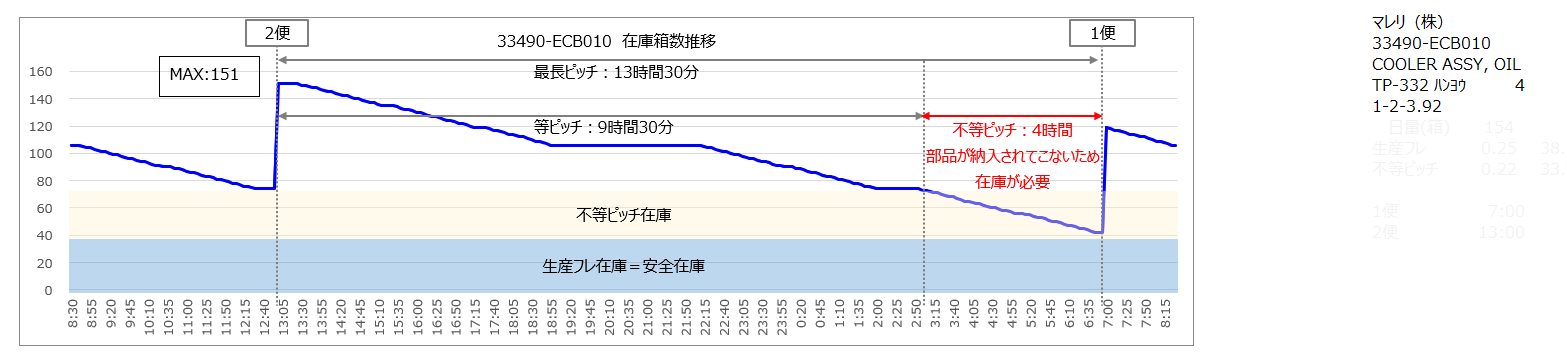 2便
1便
33490-ECB010 在庫箱数推移
MAX:151
最長ピッチ：13時間30分
等ピッチ：9時間30分
不等ピッチ：4時間
部品が納入されてこないため
在庫が必要
不等ピッチ在庫
生産フレ在庫＝安全在庫
160
140
120
100
80
60
40
20
0
8:30 8:55 9:20 9:45 10:10 10:35 11:00 11:25 11:50 12:15 12:40 13:05 13:30 13:55 14:20 14:45 15:10 15:35 16:00 16:25 16:50 17:15 17:40 18:05 18:30 18:55 19:20 19:45 20:10 20:35 21:00 21:25 21:50 22:15 22:40 23:05 23:30 23:55 0:20 0:45 1:10 1:35 2:00 2:25 2:50 3:15 3:40 4:05 4:30 4:55 5:20 5:45 6:10 6:35 7:00 7:25 7:50 8:15
マレリ（株）
33490-ECB010
COOLER ASSY, OIL
TP-332 ﾊﾝﾖｳ 4
1-2-3.92
日量(箱) 154
生産フレ 0.25 38.
不等ピッチ 0.22 33.
1便 7:00
2便 13:00